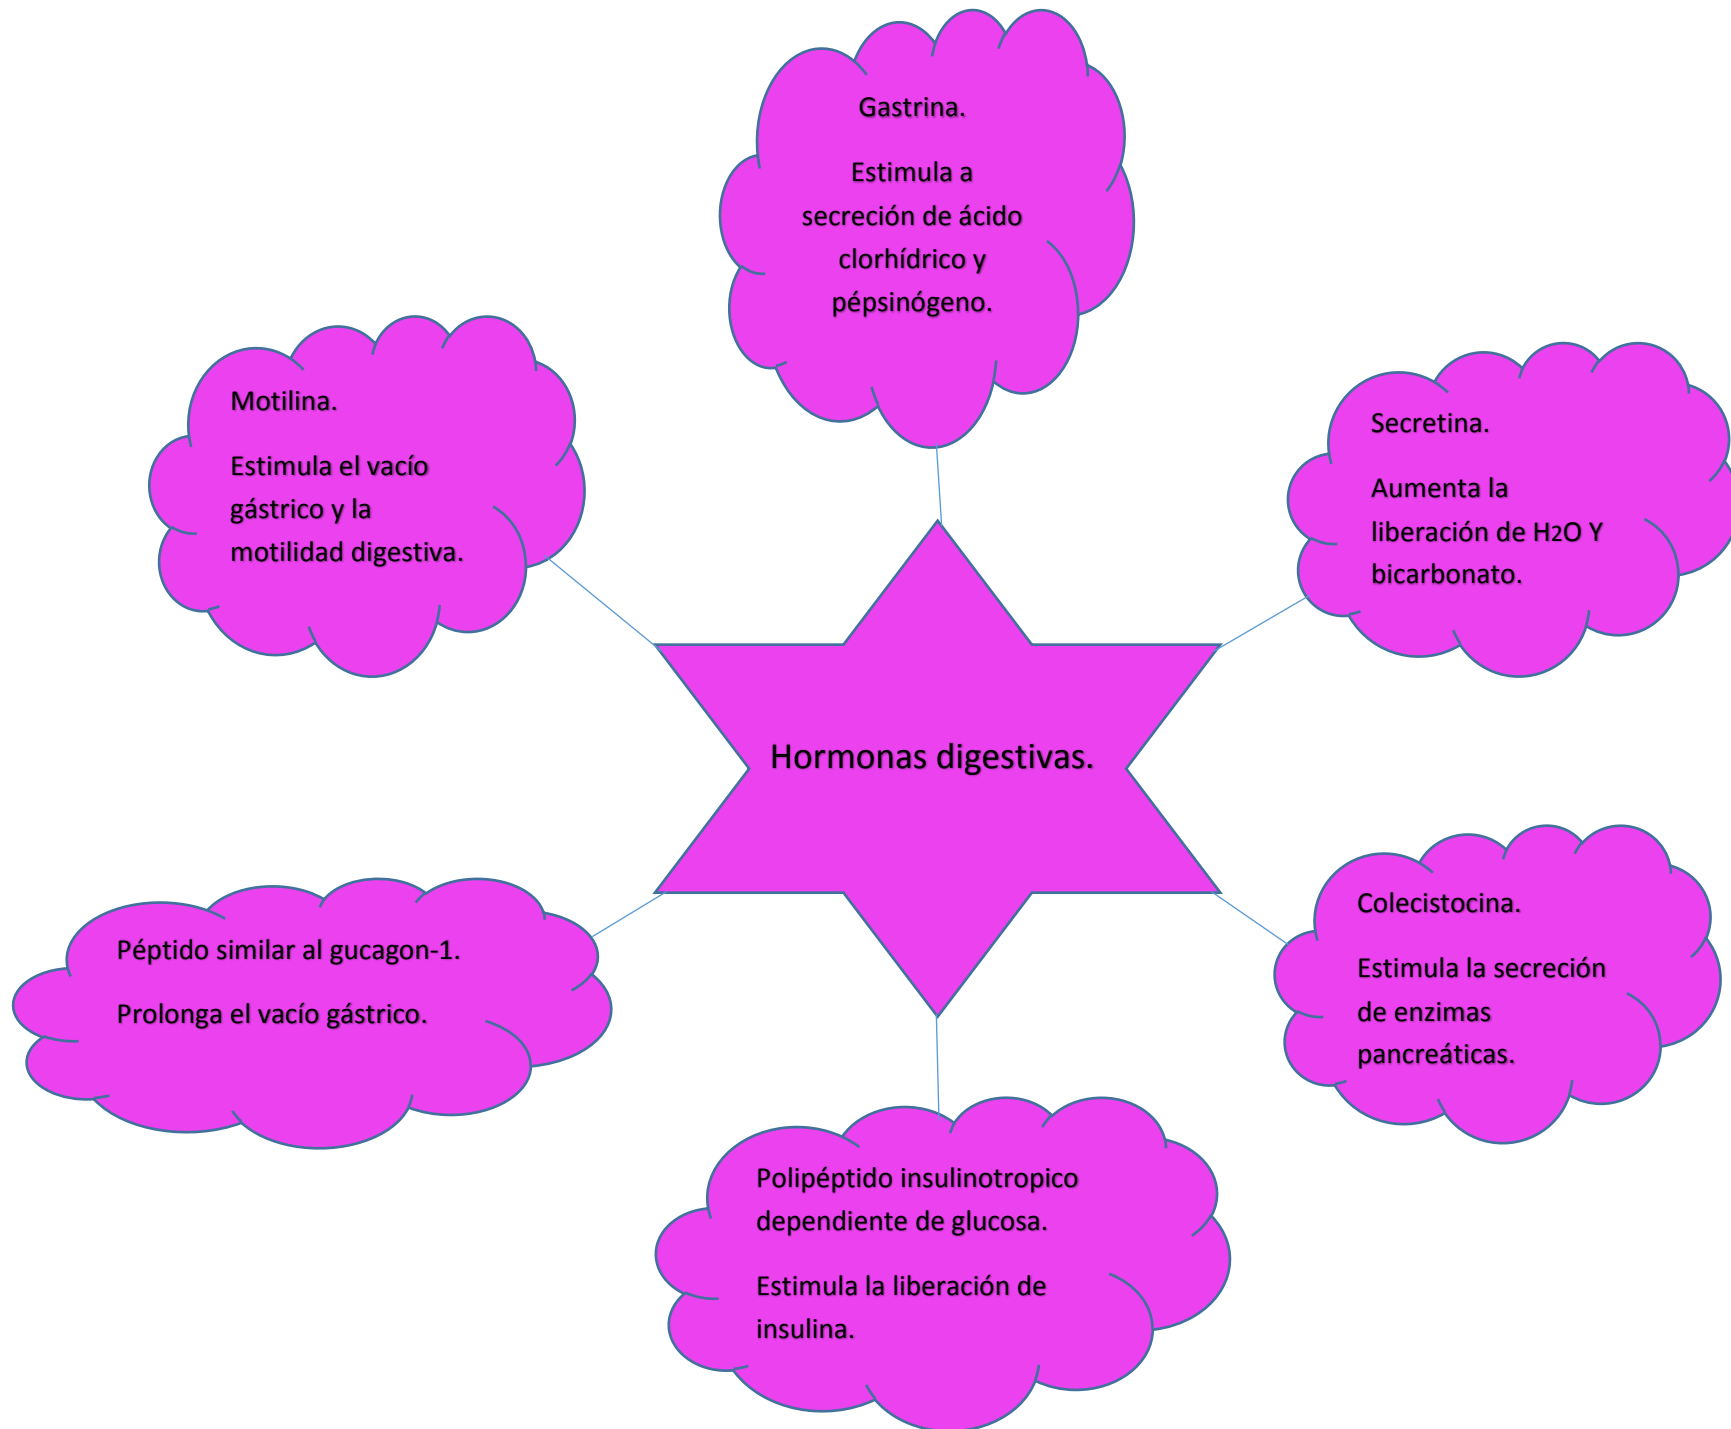 Gastrina.
Estimula a
secreción de ácido
clorhídrico y
pépsinógeno.
Motilina.
Estimula el vacío
gástrico y la
motilidad digestiva.
Secretina.
Aumenta la
liberación de H2O Y
bicarbonato.
Hormonas digestivas.
Péptido similar al gucagon-1.
Prolonga el vacío gástrico.
Colecistocina.
Estimula la secreción
de enzimas
pancreáticas.
Polipéptido insulinotropico
dependiente de glucosa.
Estimula la liberación de
insulina.